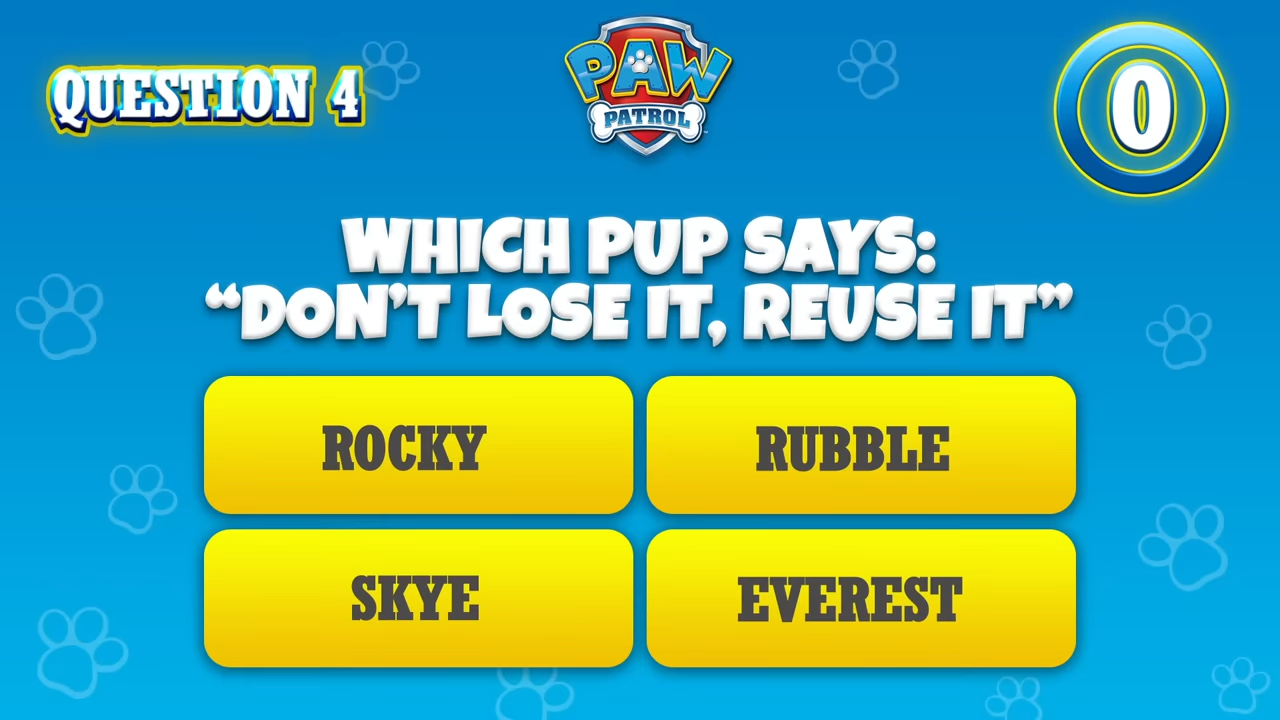 QUESTION 4
PAW
PATROL
0
WHICH PUP SAYS:
“DON’T LOSE IT, REUSE IT”
ROCKY
RUBBLE
SKYE
EVEREST